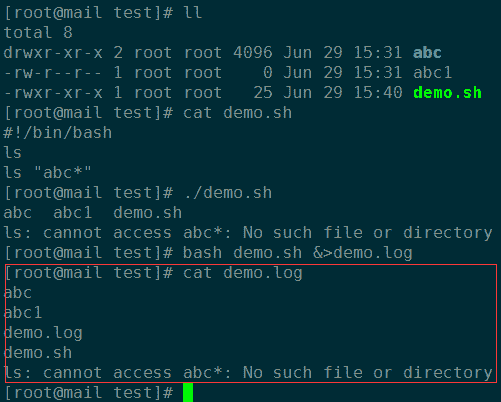 [root@mail test]# ll
total 8
drwxr-xr-x 2 root root 4096 Jun 29 15:31 abc
-rw-r--r-- 1 root root    0 Jun 29 15:31 abc1
-rwxr-xr-x 1 root root   25 Jun 29 15:40 demo.sh
[root@mail test]# cat demo.sh
#!/bin/bash
ls
ls "abc*"
[root@mail test]# ./demo.sh
abc  abc1  demo.sh
ls: cannot access abc*: No such file or directory
[root@mail test]# bash demo.sh &>demo.log
[root@mail test]# cat demo.log
abc
abc1
demo.log
demo.sh
ls: cannot access abc*: No such file or directory
[root@mail test]#